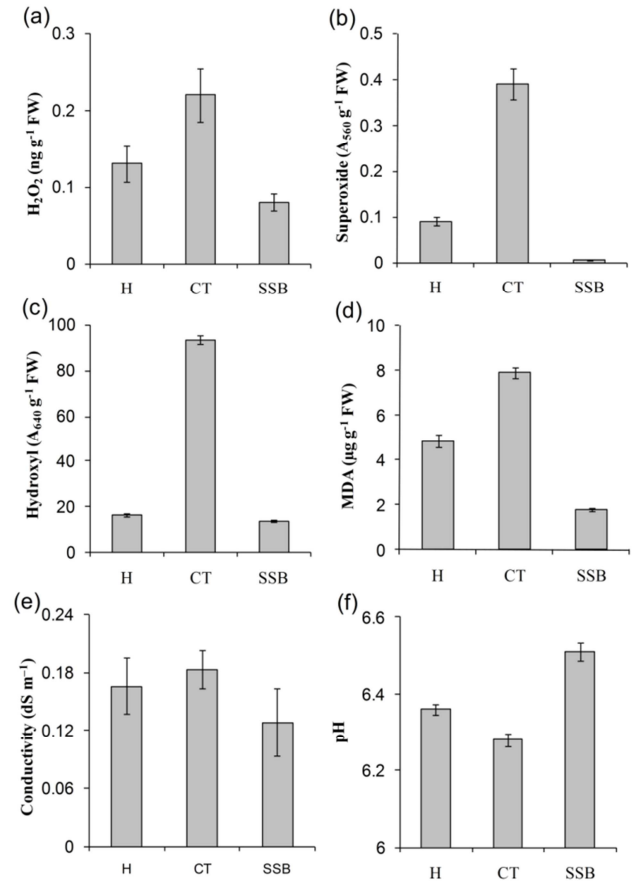 (a)
H₂O₂ (ng g⁻¹ FW)
0.3
0.2
0.1
0
H CT SSB
(b)
Superoxide (A₅₆₀ g⁻¹ FW)
0.5
0.4
0.3
0.2
0.1
0
H CT SSB
(c)
Hydroxyl (A₆₄₀ g⁻¹ FW)
100
80
60
40
20
0
H CT SSB
(d)
MDA (µg g⁻¹ FW)
10
8
6
4
2
0
H CT SSB
(e)
Conductivity (dS m⁻¹)
0.24
0.18
0.12
0.06
0
H CT SSB
(f)
pH
6.6
6.4
6.2
6
H CT SSB